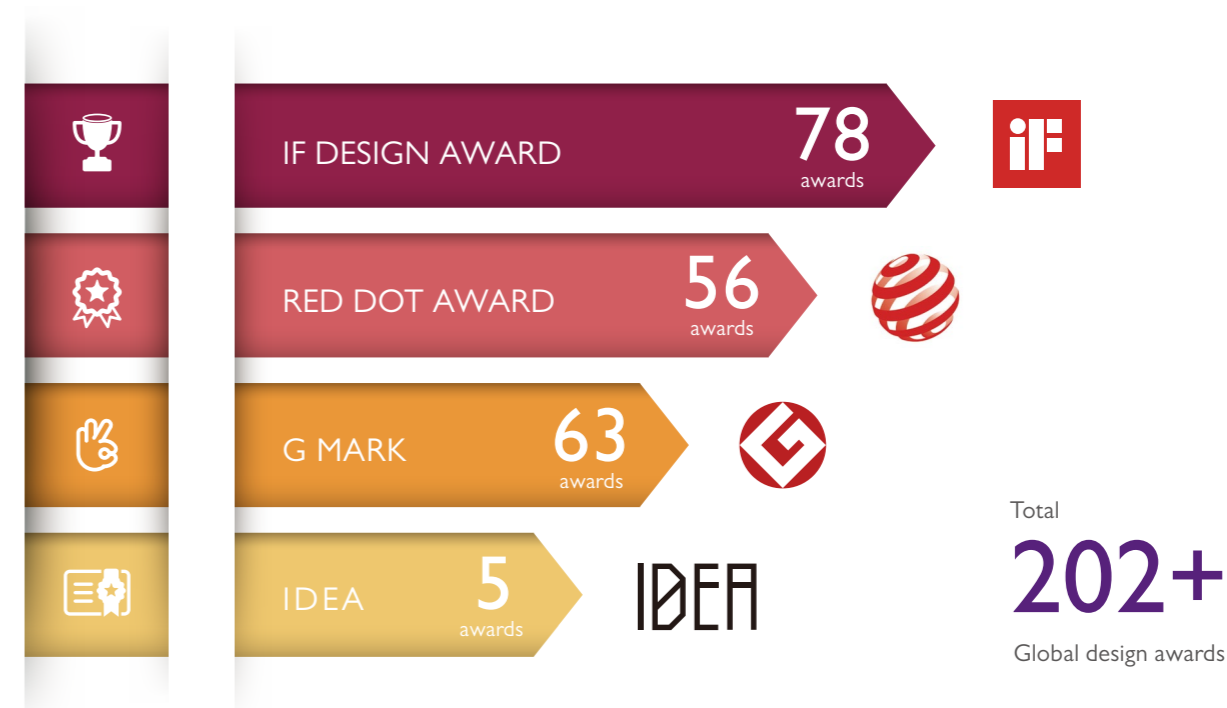 IF DESIGN AWARD
78
awards
iF
RED DOT AWARD
56
awards
G MARK
63
awards
IDEA
5
awards
IDEA
Total
202+
Global design awards